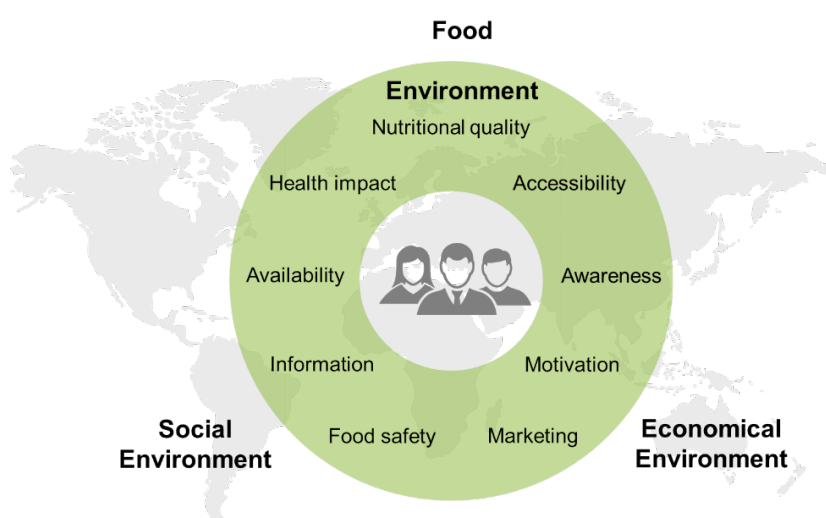 Food
Environment
Nutritional quality
Health impact
Accessibility
Availability
Awareness
Information
Motivation
Food safety
Marketing
Social
Environment
Economical
Environment